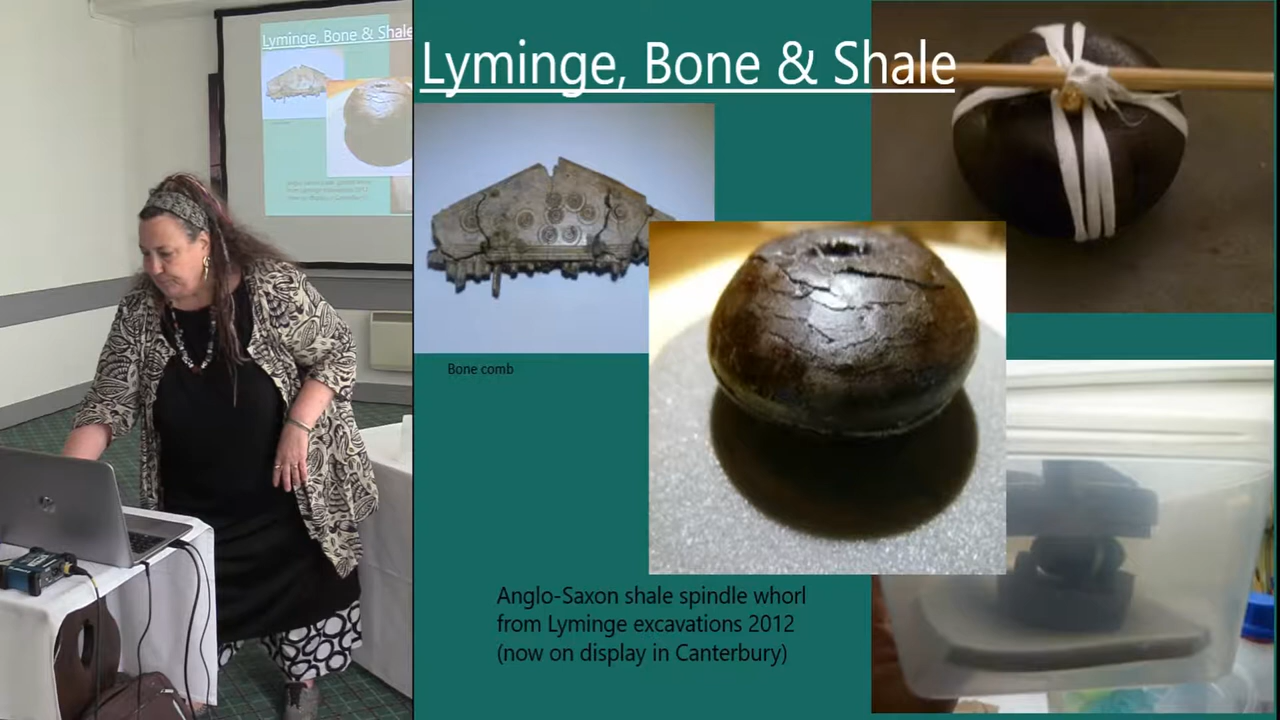 Lyminge, Bone & Shale
Lyminge, Bone & Shale
Bone comb
Anglo-Saxon shale spindle whorl
from Lyminge excavations 2012
(now on display in Canterbury)